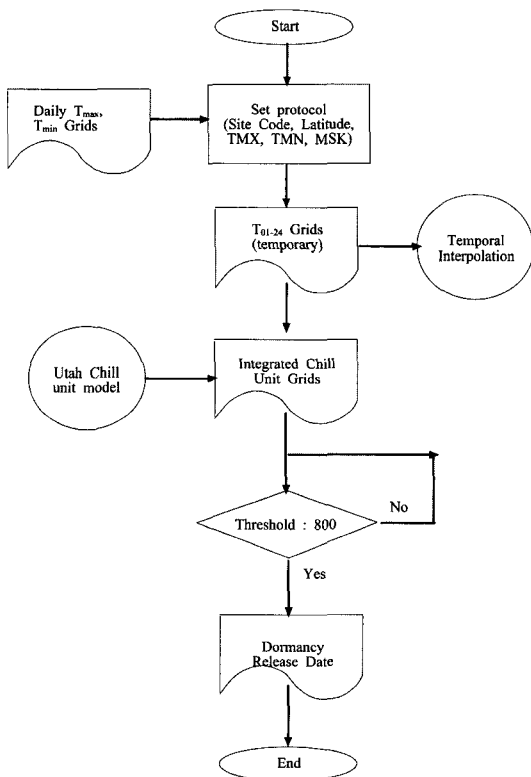 Start
Daily Tmax,
Tmin Grids
Set protocol
(Site Code, Latitude,
TMX, TMN, MSK)
T01-24 Grids
(temporary)
Temporal
Interpolation
Utah Chill
unit model
Integrated Chill
Unit Grids
No
Threshold : 800
Yes
Dormancy
Release Date
End